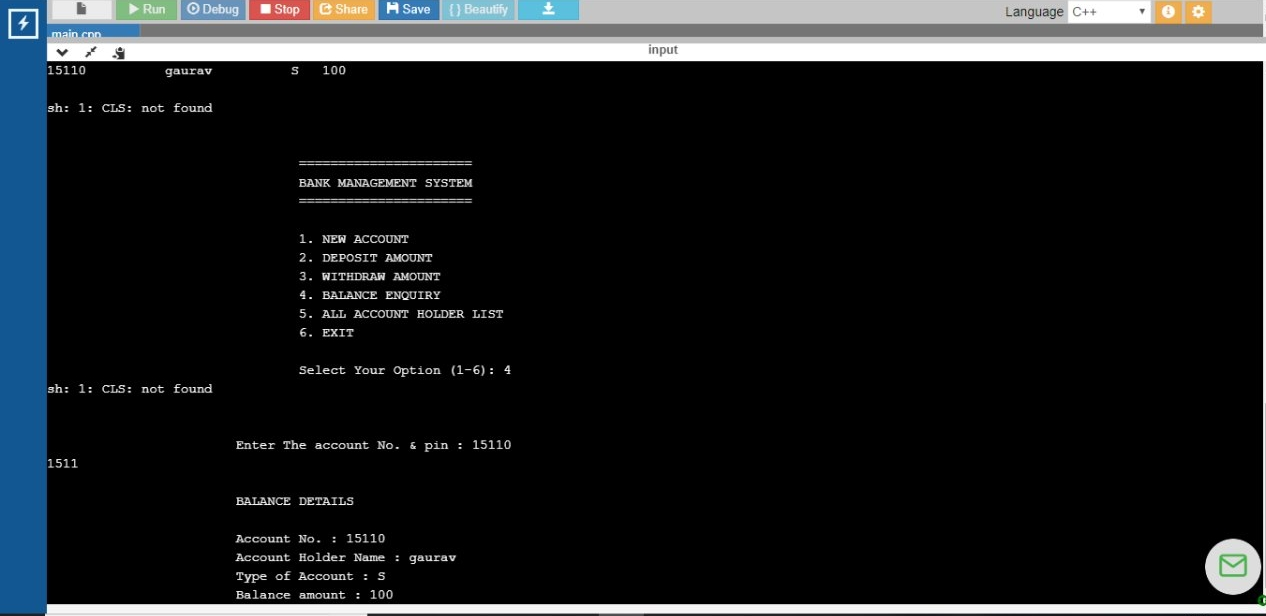 Run Debug Stop Share Save { } Beautify Language C++
main.cpp
input
15110 gaurav S 100
sh: 1: CLS: not found
======================
BANK MANAGEMENT SYSTEM
======================
1. NEW ACCOUNT
2. DEPOSIT AMOUNT
3. WITHDRAW AMOUNT
4. BALANCE ENQUIRY
5. ALL ACCOUNT HOLDER LIST
6. EXIT
Select Your Option (1-6): 4
sh: 1: CLS: not found
Enter The account No. & pin : 15110
1511
BALANCE DETAILS
Account No. : 15110
Account Holder Name : gaurav
Type of Account : S
Balance amount : 100